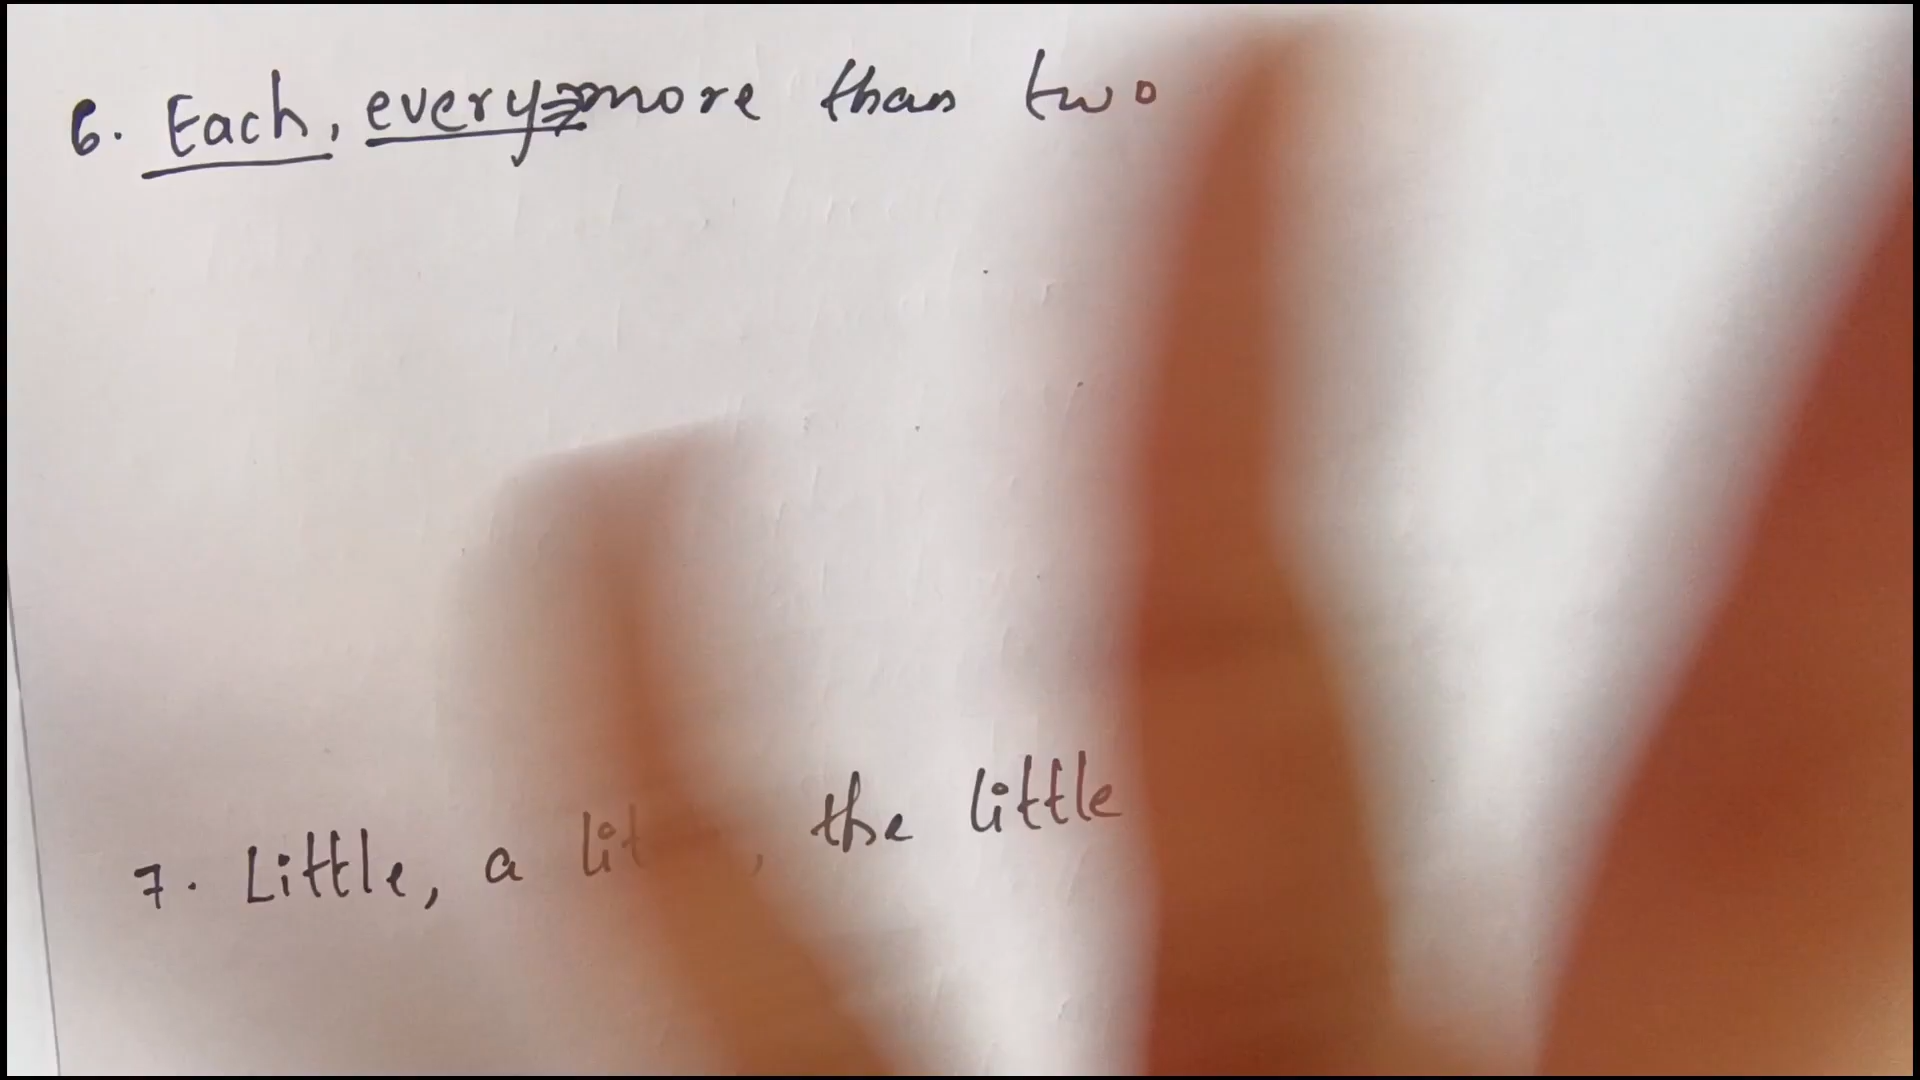 6. Each, every⇒more than two
7. Little, a lit , the little